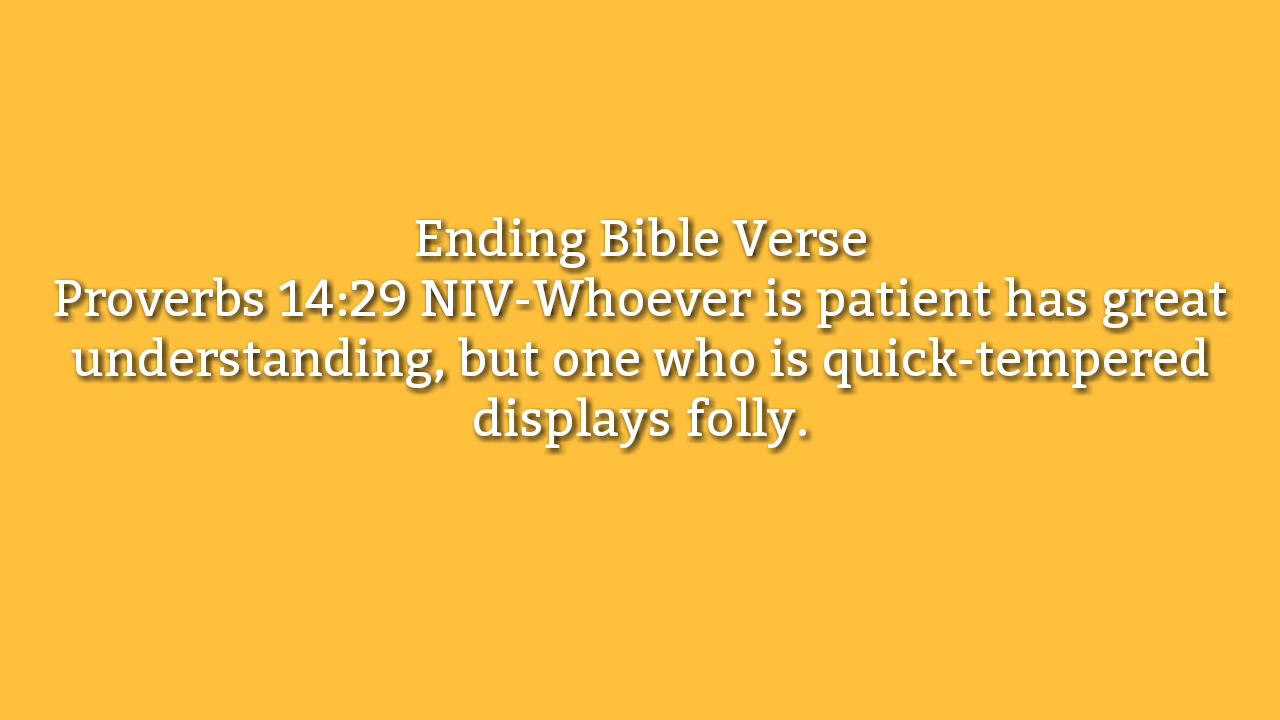 Ending Bible Verse
Proverbs 14:29 NIV-Whoever is patient has great
understanding, but one who is quick-tempered
displays folly.